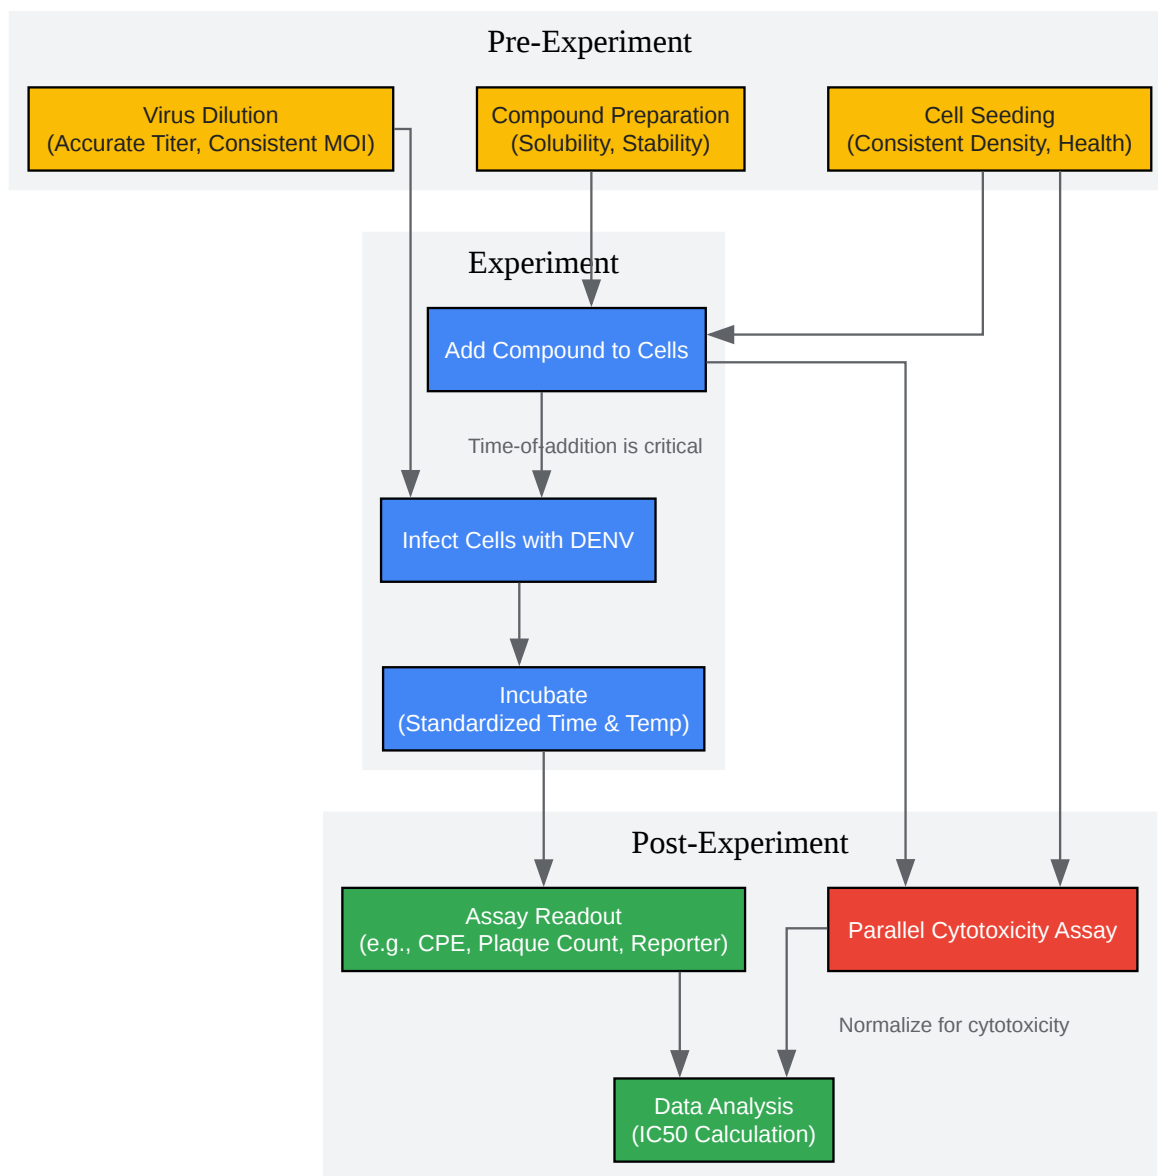 Pre-Experiment
Virus Dilution
(Accurate Titer, Consistent MOI)
Compound Preparation
(Solubility, Stability)
Cell Seeding
(Consistent Density, Health)
Experiment
Add Compound to Cells
Time-of-addition is critical
Infect Cells with DENV
Incubate
(Standardized Time & Temp)
Post-Experiment
Assay Readout
(e.g., CPE, Plaque Count, Reporter)
Parallel Cytotoxicity Assay
Normalize for cytotoxicity
Data Analysis
(IC50 Calculation)